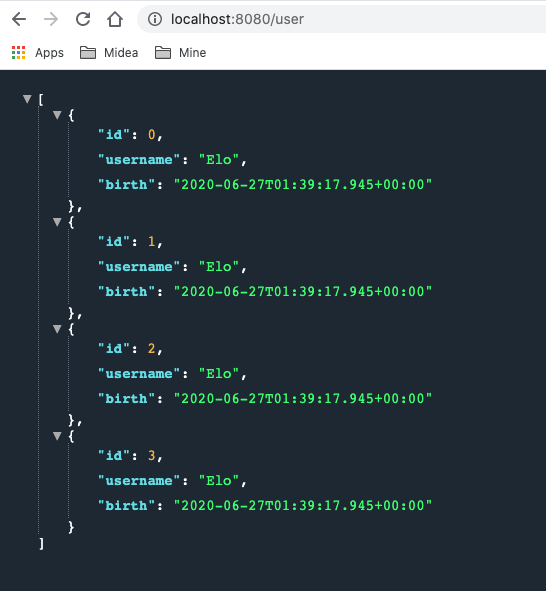 localhost:8080/user
Apps Midea Mine
[
{
"id": 0,
"username": "Elo",
"birth": "2020-06-27T01:39:17.945+00:00"
},
{
"id": 1,
"username": "Elo",
"birth": "2020-06-27T01:39:17.945+00:00"
},
{
"id": 2,
"username": "Elo",
"birth": "2020-06-27T01:39:17.945+00:00"
},
{
"id": 3,
"username": "Elo",
"birth": "2020-06-27T01:39:17.945+00:00"
}
]